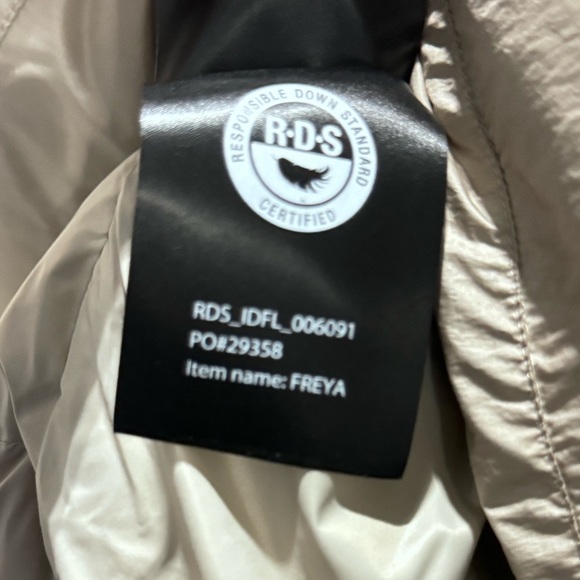 RESPONSIBLE DOWN STANDARD
R·D·S
CERTIFIED
RDS_IDFL_006091
PO#29358
Item name: FREYA